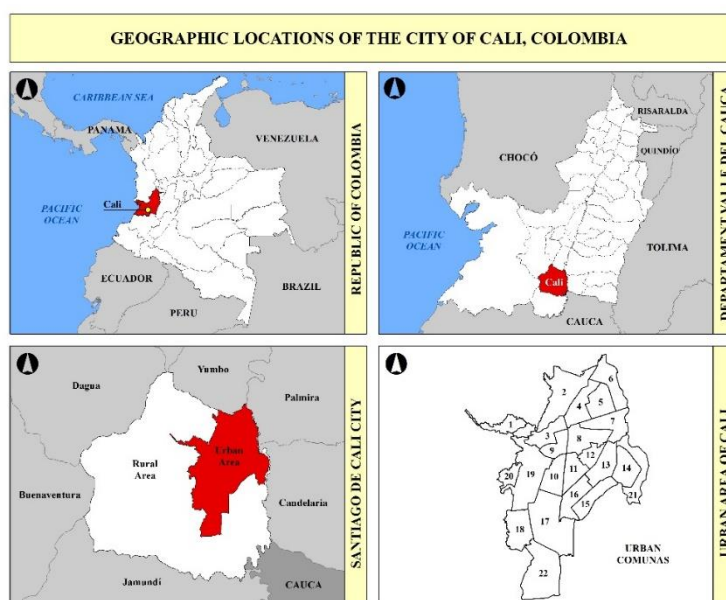 GEOGRAPHIC LOCATIONS OF THE CITY OF CALI, COLOMBIA
CARIBBEAN SEA
PANAMA
VENEZUELA
Cali
PACIFIC
OCEAN
ECUADOR
BRAZIL
PERU
REPUBLIC OF COLOMBIA
RISARALDA
QUINDÍO
CHOCÔ
PACIFIC
OCEAN
TOLIMA
Cali
CAUCA
DEPARTAMENT VALLE DEL CAUCA
Yumbo
Dagua
Palmira
Urban
Area
Rural
Area
Buenaventura
Candelaria
Jamundí
CAUCA
SANTIAGO DE CALI CITY
6
2
5
4
1
7
3
8
9
12
20
19
10
11
13
14
16
21
15
18
17
22
URBAN
COMUNAS
URBAN AREA OF CALI